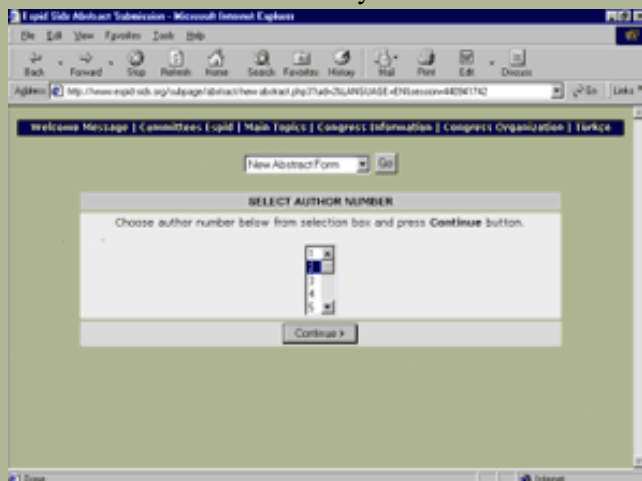 Espid Sids Abstract Submission - Microsoft Internet Explorer
File Edit View Favorites Tools Help
Back Forward Stop Refresh Home Search Favorites History Mail Print Edit Discuss
Address Go Links
Welcome Message | Committees Espid | Main Topics | Congress Information | Congress Organization | Türkçe
New Abstract Form Go
SELECT AUTHOR NUMBER
Choose author number below from selection box and press Continue button.
1
2
3
4
5
Continue >
Done Internet